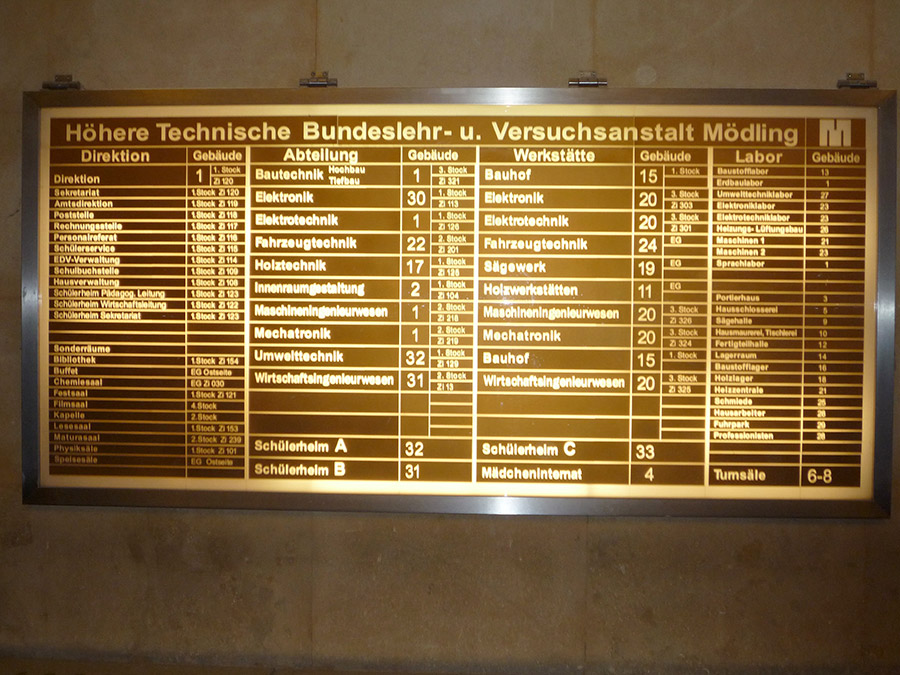 Höhere Technische Bundeslehr- u. Versuchsanstalt Mödling
Direktion Gebäude
Direktion 1 1. Stock Zi 120
Sekretariat 1.Stock Zi 120
Amtsdirektion 1.Stock Zi 119
Poststelle 1.Stock Zi 118
Rechnungsstelle 1.Stock Zi 117
Personalreferat 1.Stock Zi 116
Schülerservice 1.Stock Zi 115
EDV-Verwaltung 1.Stock Zi 114
Schulbuchstelle 1.Stock Zi 109
Hausverwaltung 1.Stock Zi 108
Schülerheim Pädagog. Leitung 1.Stock Zi 123
Schülerheim Wirtschaftsleitung 1.Stock Zi 122
Schülerheim Sekretariat 1.Stock Zi 123
Sonderräume
Bibliothek 1.Stock Zi 154
Buffet EG Ostseite
Chemiesaal EG Zi 030
Festsaal 1.Stock Zi 121
Filmsaal 4.Stock
Kapelle 2.Stock
Lesesaal 1.Stock Zi 153
Maturasaal 2.Stock Zi 239
Physiksäle 1.Stock Zi 101
Speisesäle EG Ostseite
Abteilung Gebäude
Bautechnik Hochbau Tiefbau 1 3. Stock Zi 321
Elektronik 30 1. Stock Zi 113
Elektrotechnik 1 1. Stock Zi 126
Fahrzeugtechnik 22 2. Stock Zi 201
Holztechnik 17 1. Stock Zi 126
Innenraumgestaltung 2 1. Stock Zi 104
Maschineningenieurwesen 1 2. Stock Zi 218
Mechatronik 1 2. Stock Zi 219
Umwelttechnik 32 1. Stock Zi 129
Wirtschaftsingenieurwesen 31 2. Stock Zi 13
Schülerheim A 32
Schülerheim B 31
Werkstätte Gebäude
Bauhof 15 1. Stock
Elektronik 20 3. Stock Zi 303
Elektrotechnik 20 3. Stock Zi 301
Fahrzeugtechnik 24 EG
Sägewerk 19 EG
Holzwerkstätten 11 EG
Maschineningenieurwesen 20 3. Stock Zi 326
Mechatronik 20 3. Stock Zi 324
Bauhof 15 1. Stock
Wirtschaftsingenieurwesen 20 3. Stock Zi 325
Schülerheim C 33
Mädcheninternat 4
Labor Gebäude
Baustofflabor 13
Erdbaulabor 1
Umwelttechniklabor 27
Elektroniklabor 23
Elektrotechniklabor 23
Heizungs- Lüftungsbau 26
Maschinen 1 21
Maschinen 2 23
Sprachlabor 1
Portierhaus 3
Hausschlosserei 5
Sägehalle 9
Hausmaurerei, Tischlerei 10
Fertigteilhalle 12
Lagerraum 14
Baustofflager 16
Holzlager 18
Heizzentrale 21
Schmiede 25
Hausarbeiter 28
Fuhrpark 29
Professionisten 28
Turnsäle 6-8